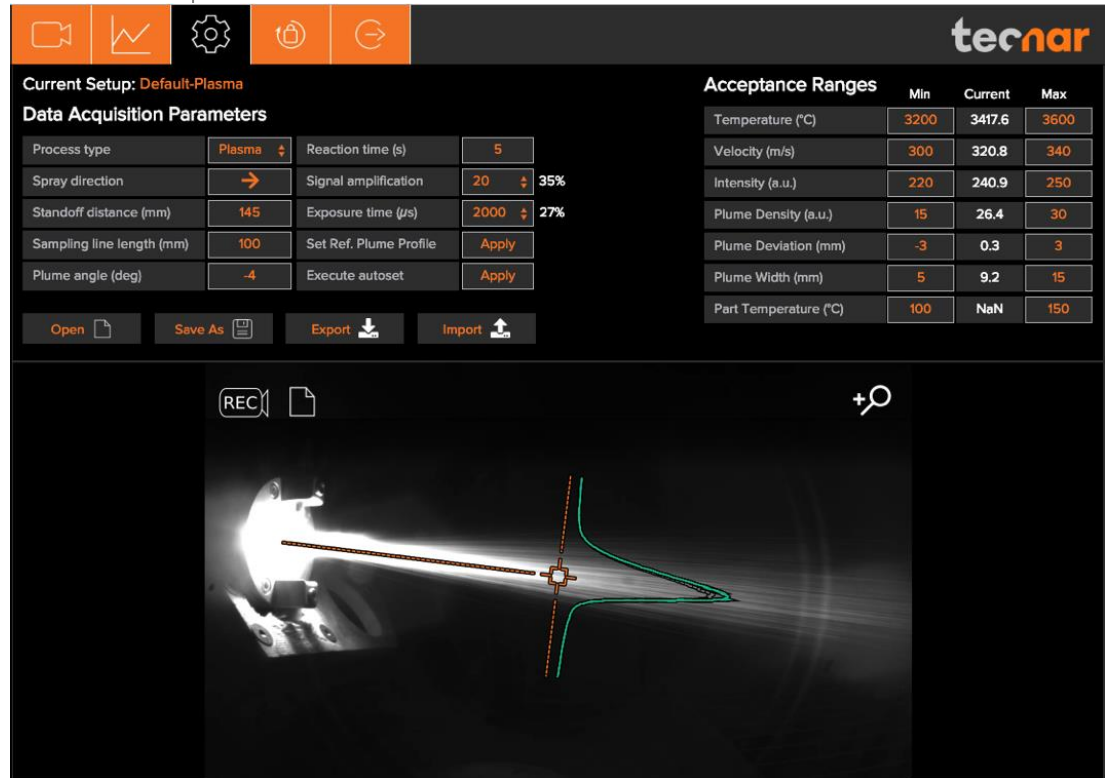 tecnar
Current Setup: Default-Plasma
Data Acquisition Parameters
Process type Plasma Reaction time (s) 5
Spray direction Signal amplification 20 35%
Standoff distance (mm) 145 Exposure time (µs) 2000 27%
Sampling line length (mm) 100 Set Ref. Plume Profile Apply
Plume angle (deg) -4 Execute autoset Apply
Open Save As Export Import
Acceptance Ranges Min Current Max
Temperature (°C) 3200 3417.6 3600
Velocity (m/s) 300 320.8 340
Intensity (a.u.) 220 240.9 250
Plume Density (a.u.) 15 26.4 30
Plume Deviation (mm) -3 0.3 3
Plume Width (mm) 5 9.2 15
Part Temperature (°C) 100 NaN 150
REC